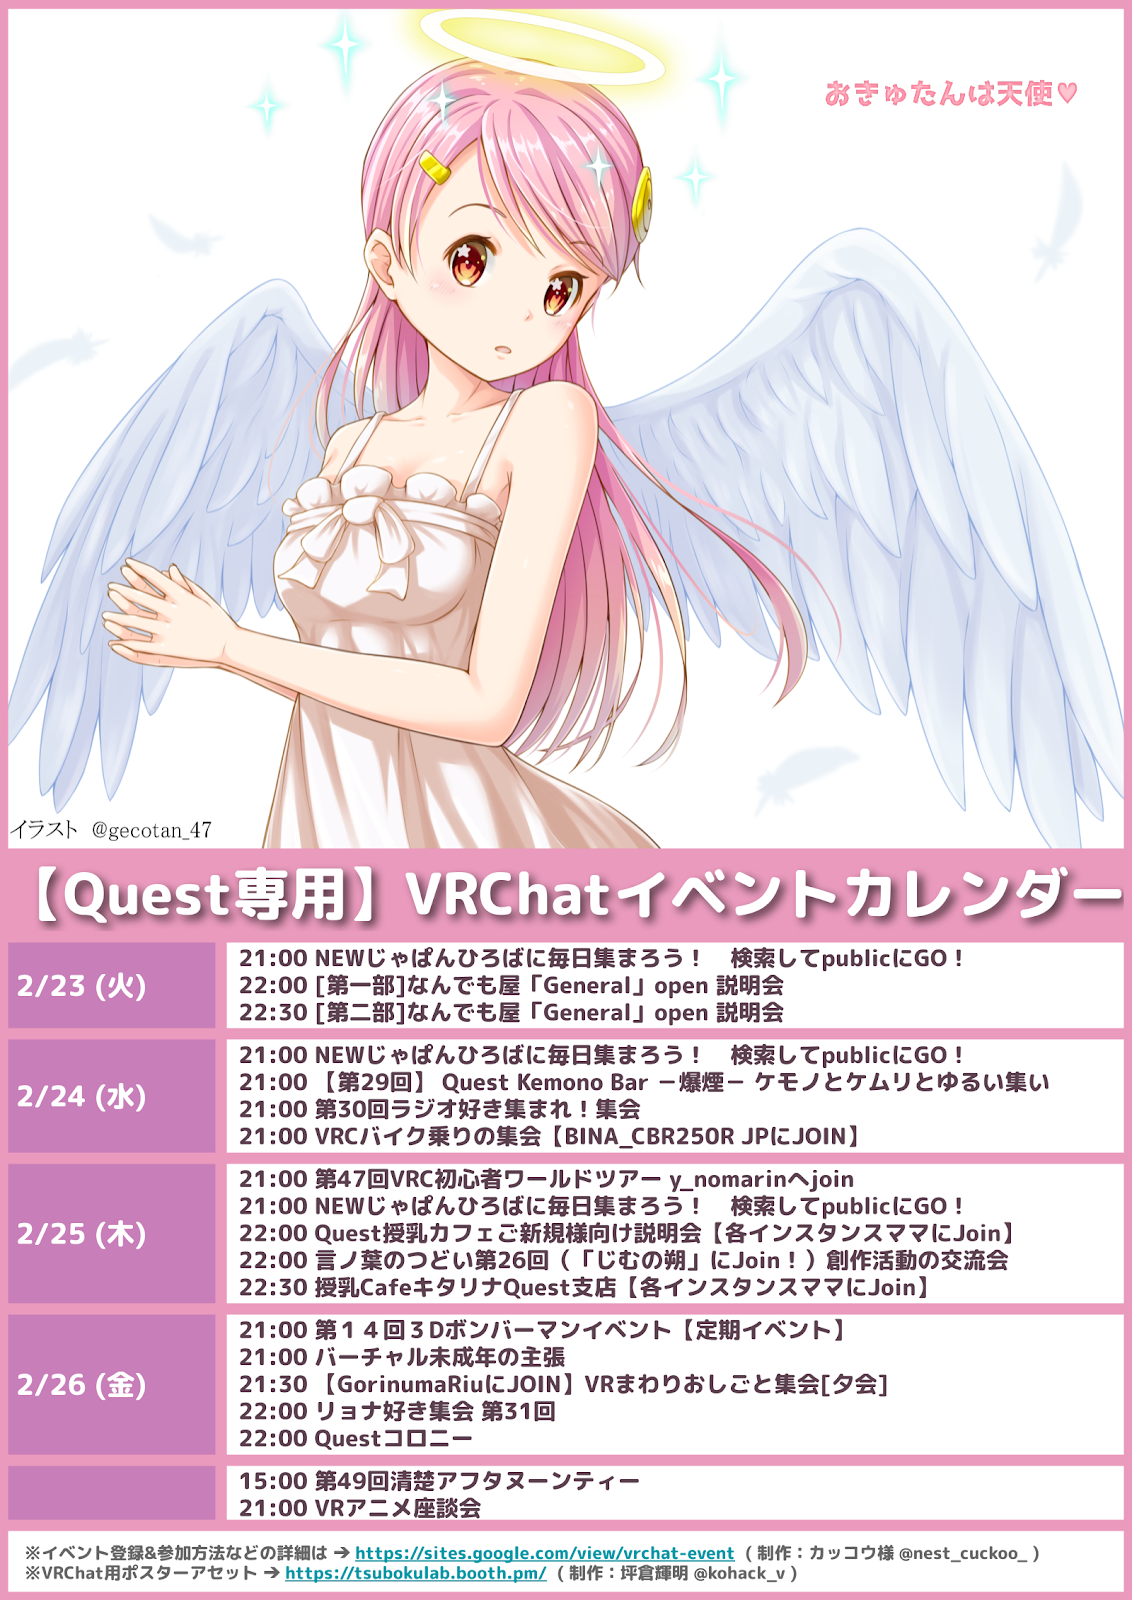 おきゅたんは天使♥
イラスト @gecotan_47
【Quest専用】VRChatイベントカレンダー
2/23 (火)
21:00 NEWじゃぱんひろばに毎日集まろう！　検索してpublicにGO！
22:00 [第一部]なんでも屋「General」open 説明会
22:30 [第二部]なんでも屋「General」open 説明会
2/24 (水)
21:00 NEWじゃぱんひろばに毎日集まろう！　検索してpublicにGO！
21:00 【第29回】 Quest Kemono Bar －爆煙－ ケモノとケムリとゆるい集い
21:00 第30回ラジオ好き集まれ！集会
21:00 VRCバイク乗りの集会【BINA_CBR250R JPにJOIN】
2/25 (木)
21:00 第47回VRC初心者ワールドツアー y_nomarinへjoin
21:00 NEWじゃぱんひろばに毎日集まろう！　検索してpublicにGO！
22:00 Quest授乳カフェご新規様向け説明会【各インスタンスママにJoin】
22:00 言ノ葉のつどい第26回（「じむの朔」にJoin！）創作活動の交流会
22:30 授乳CafeキタリナQuest支店【各インスタンスママにJoin】
2/26 (金)
21:00 第１４回３Dボンバーマンイベント【定期イベント】
21:00 バーチャル未成年の主張
21:30 【GorinumaRiuにJOIN】VRまわりおしごと集会[夕会]
22:00 リョナ好き集会 第31回
22:00 Questコロニー
15:00 第49回清楚アフタヌーンティー
21:00 VRアニメ座談会
※イベント登録&参加方法などの詳細は → https://sites.google.com/view/vrchat-event ( 制作：カッコウ様 @nest_cuckoo_ )
※VRChat用ポスターアセット → https://tsubokulab.booth.pm/ ( 制作：坪倉輝明 @kohack_v )